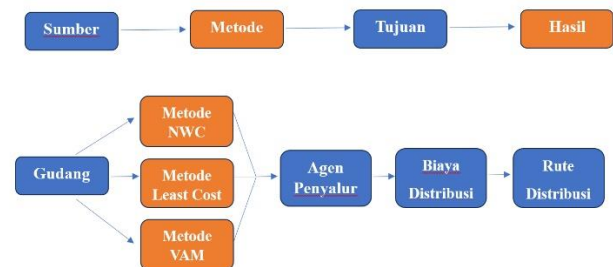 Sumber
Metode
Tujuan
Hasil
Metode
NWC
Gudang
Metode
Least Cost
Metode
VAM
Agen
Penyalur
Biaya
Distribusi
Rute
Distribusi